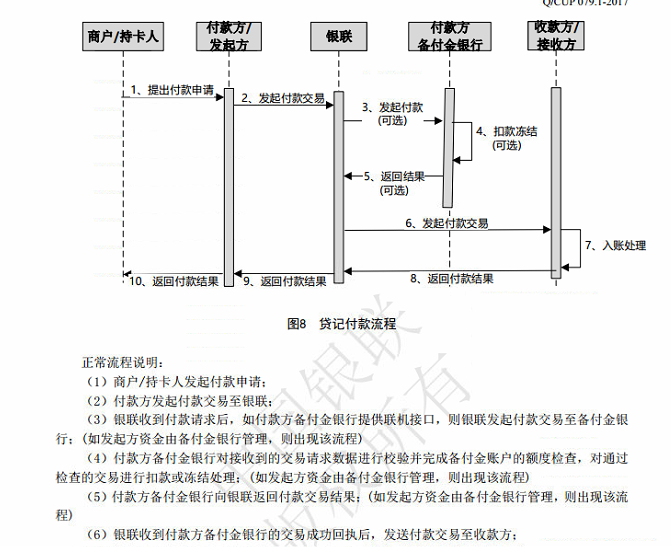 Q/CUP 079.1-2017
商户/持卡人
付款方/
发起方
银联
付款方
备付金银行
收款方/
接收方
1、提出付款申请
2、发起付款交易
3、发起付款
(可选)
4、扣款冻结
(可选)
5、返回结果
(可选)
6、发起付款交易
7、入账处理
8、返回付款结果
9、返回付款结果
10、返回付款结果
图8 贷记付款流程
正常流程说明：
（1）商户/持卡人发起付款申请；
（2）付款方发起付款交易至银联；
（3）银联收到付款请求后，如付款方备付金银行提供联机接口，则银联发起付款交易至备付金银
行；(如发起方资金由备付金银行管理，则出现该流程)
（4）付款方备付金银行对接收到的交易请求数据进行校验并完成备付金账户的额度检查，对通过
检查的交易进行扣款或冻结处理；(如发起方资金由备付金银行管理，则出现该流程)
（5）付款方备付金银行向银联返回付款交易结果；(如发起方资金由备付金银行管理，则出现该流
程)
（6）银联收到付款方备付金银行的交易成功回执后，发送付款交易至收款方；
中国银联
版权所有